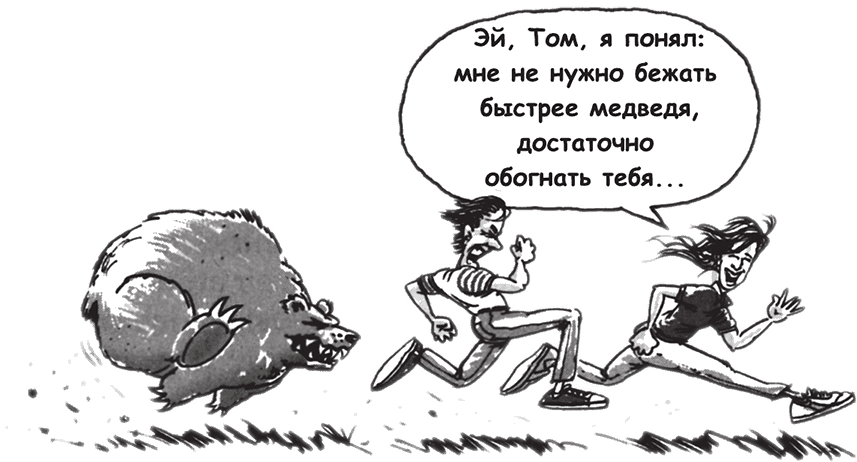 Эй, Том, я понял:
мне не нужно бежать
быстрее медведя,
достаточно
обогнать тебя...